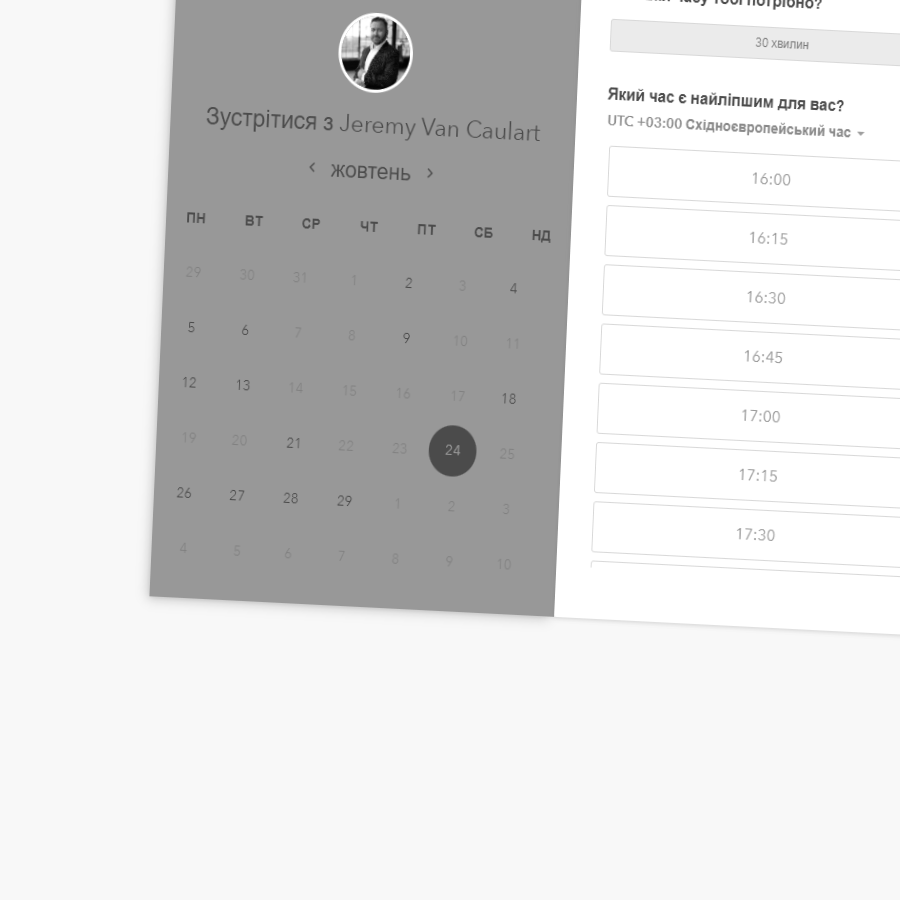 Зустрітися з Jeremy Van Caulart
‹ жовтень ›
ПН ВТ СР ЧТ ПТ СБ НД
29 30 31 1 2 3 4
5 6 7 8 9 10 11
12 13 14 15 16 17 18
19 20 21 22 23 24 25
26 27 28 29 1 2 3
4 5 6 7 8 9 10
часу тобі потрібно?
30 хвилин
Який час є найліпшим для вас?
UTC +03:00 Східноєвропейський час
16:00
16:15
16:30
16:45
17:00
17:15
17:30